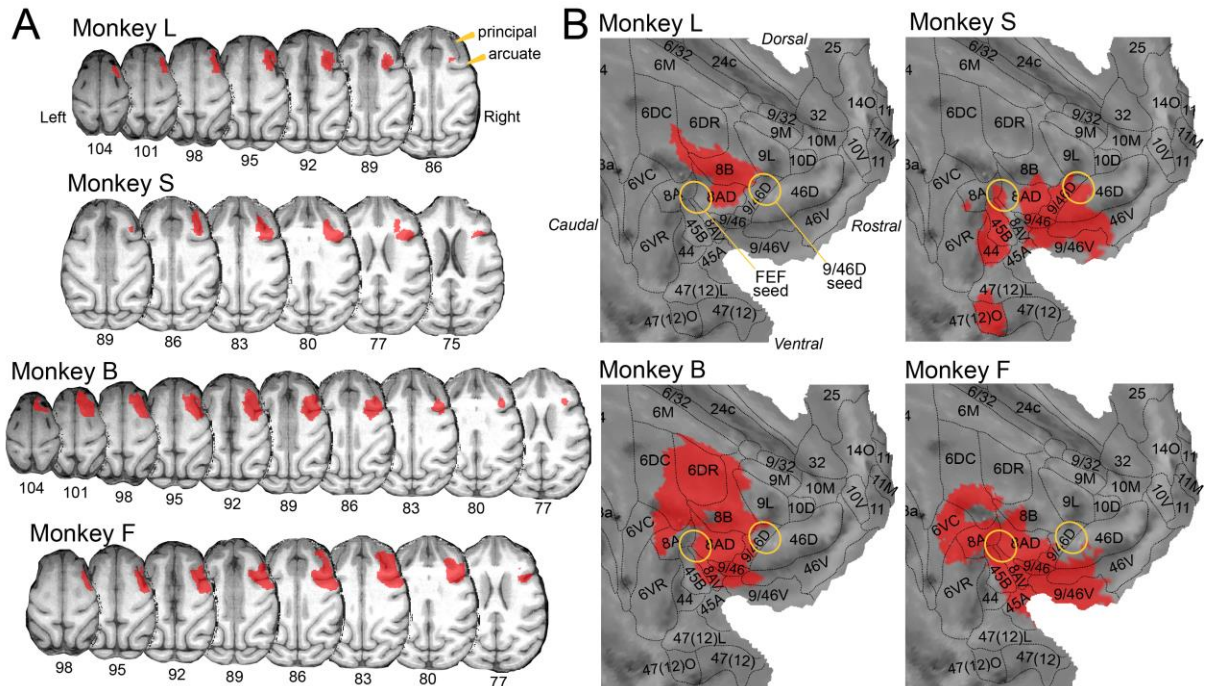 A
Monkey L
principal
arcuate
Left
Right
104 101 98 95 92 89 86
Monkey S
89 86 83 80 77 75
Monkey B
104 101 98 95 92 89 86 83 80 77
Monkey F
98 95 92 89 86 83 80 77
B
Monkey L
Dorsal
6/32
25
6M
24c
4
9/32
32
14O
11
6DC
6DR
9M
10M
11M
10V
11
9L
10D
3a
8B
6VC
8A
8AD
9/46D
46D
Caudal
9/46
46V
Rostral
8AV
45B
6VR
9/46V
44
45A
FEF
seed
9/46D
seed
47(12)L
47(12)O
47(12)
Ventral
Monkey S
6/32
25
6M
24c
4
9/32
32
14O
11
6DC
6DR
9M
10M
11M
10V
11
9L
10D
3a
8B
6VC
8A
8AD
9/46D
46D
9/46
46V
8AV
45B
6VR
9/46V
44
45A
47(12)L
47(12)O
47(12)
Monkey B
6/32
25
6M
24c
4
9/32
32
14O
11
6DC
6DR
10M
10V
11
9L
10D
3a
8B
6VC
8A
8AD
9/46D
46D
9/46
46V
8AV
45B
6VR
9/46V
44
45A
47(12)L
47(12)O
47(12)
Monkey F
6/32
25
6M
24c
4
9/32
32
14O
11
6DC
6DR
10M
10V
11
9L
10D
3a
8B
6VC
8A
8AD
9/46D
46D
9/46
46V
8AV
45B
6VR
9/46V
44
45A
47(12)L
47(12)O
47(12)